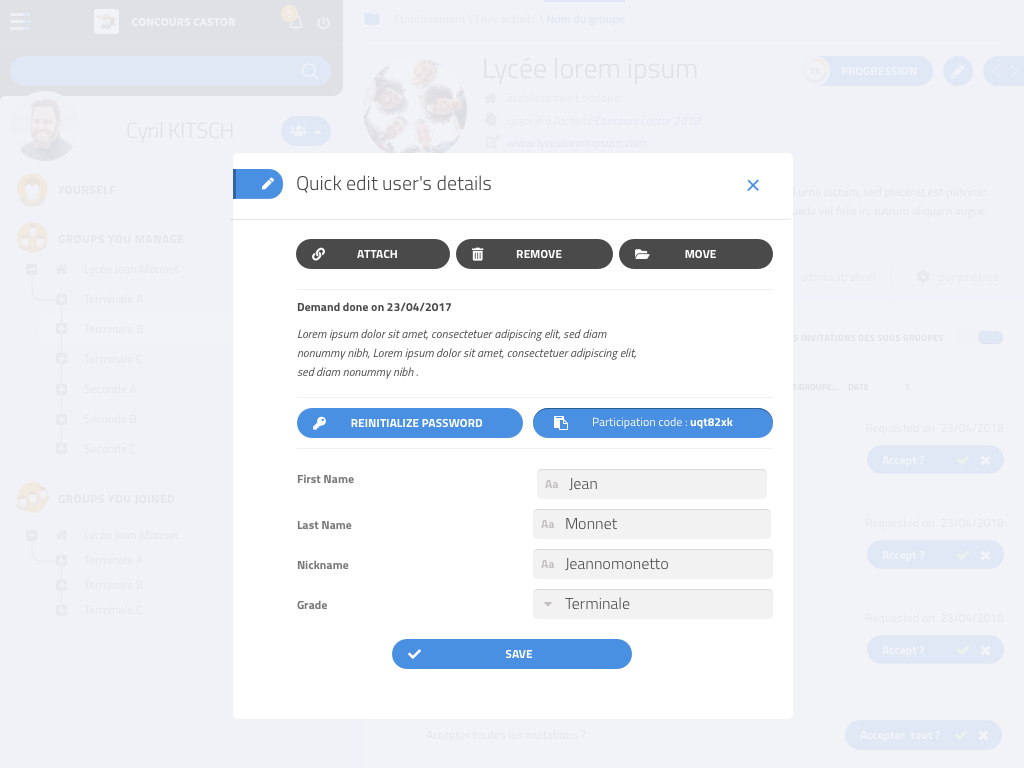 CONCOURS CASTOR
Etablissement \ Titre activité \ Nom du groupe
Lycée lorem ipsum
PROGRESSION
établissement scolaire
associé à l'activité Concours castor 2018
www.lyceeloremipsum.com
Cyril KITSCH
Quick edit user's details
YOURSELF
urna dictum, sed placerat est pulvinar.
vel felis in, rutrum aliquam augue.
GROUPS YOU MANAGE
ATTACH
REMOVE
MOVE
Lycée Jean Monnet
administration
paramètres
Terminale A
Demand done on 23/04/2017
Terminale B
Lorem ipsum dolor sit amet, consectetuer adipiscing elit, sed diam
nonummy nibh, Lorem ipsum dolor sit amet, consectetuer adipiscing elit,
sed diam nonummy nibh .
INVITATIONS DES SOUS GROUPES
Terminale C
Seconde A
DATE
Seconde B
REINITIALIZE PASSWORD
Participation code : uqt82xk
Requested on 23/04/2018
Seconde C
Accept ?
First Name
Aa Jean
GROUPS YOU JOINED
Last Name
Aa Monnet
Requested on 23/04/2018
Lycée Jean Monnet
Accept ?
Terminale A
Nickname
Aa Jeannomonetto
Terminale B
Grade
Terminale
Terminale C
Requested on 23/04/2018
Accept ?
SAVE
Accepter toutes les invitations ?
Accepter tout ?